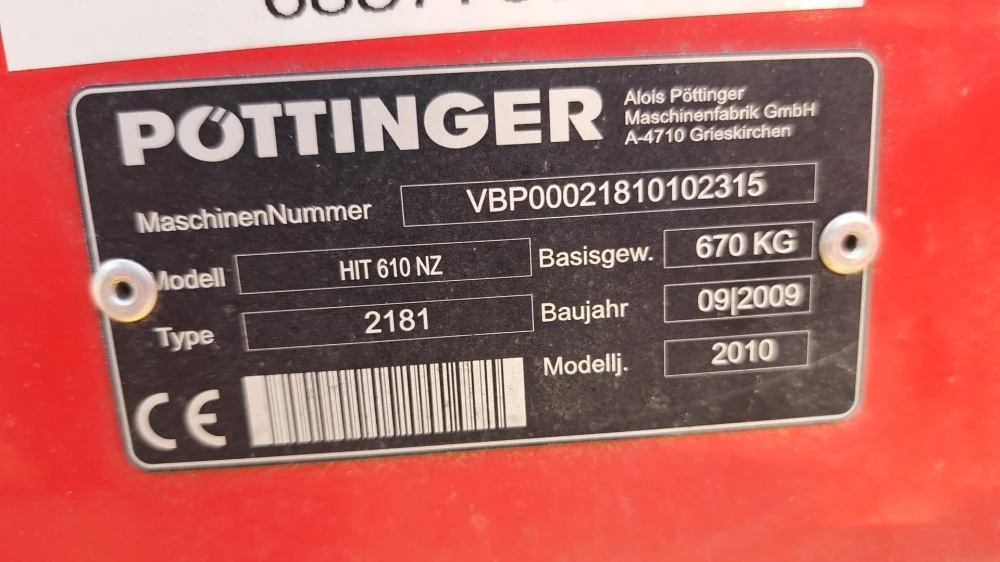 PÖTTINGER
Alois Pöttinger
Maschinenfabrik GmbH
A-4710 Grieskirchen
MaschinenNummer VBP00021810102315
Modell HIT 610 NZ Basisgew. 670 KG
Type 2181 Baujahr 09|2009
Modellj. 2010
CE